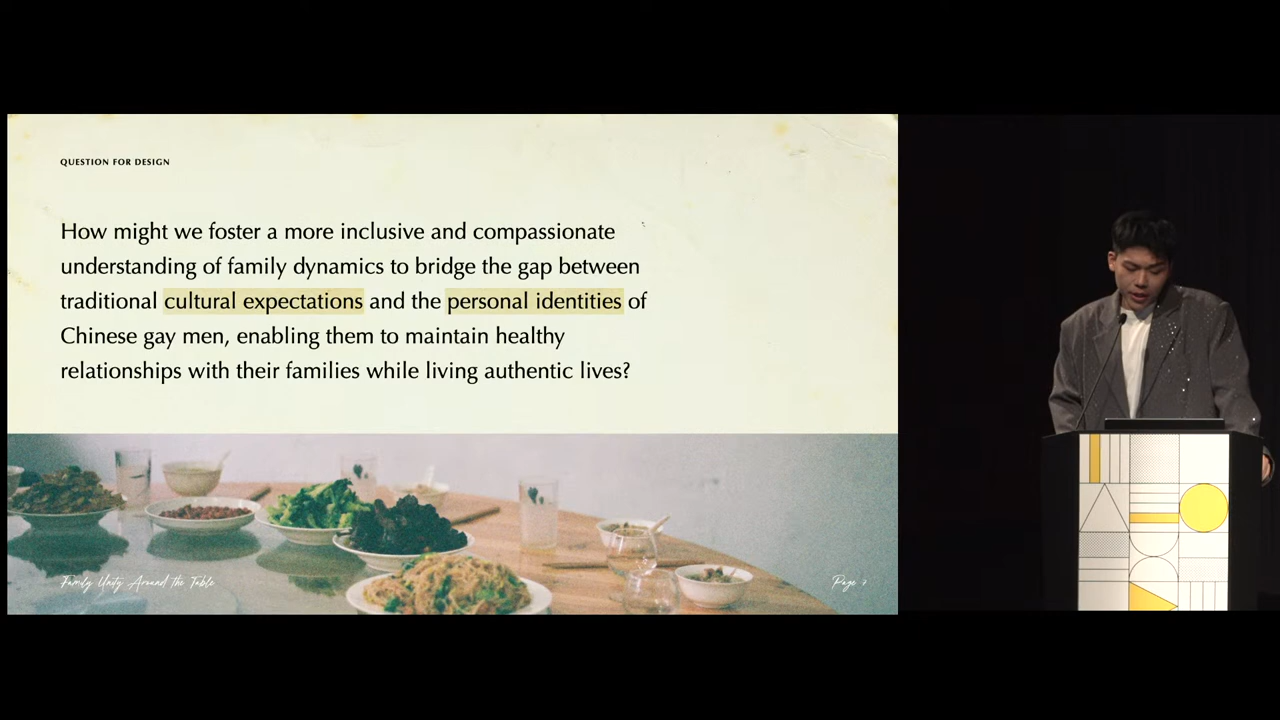 QUESTION FOR DESIGN
How might we foster a more inclusive and compassionate
understanding of family dynamics to bridge the gap between
traditional cultural expectations and the personal identities of
Chinese gay men, enabling them to maintain healthy
relationships with their families while living authentic lives?
Family Unity Around the Table
Page